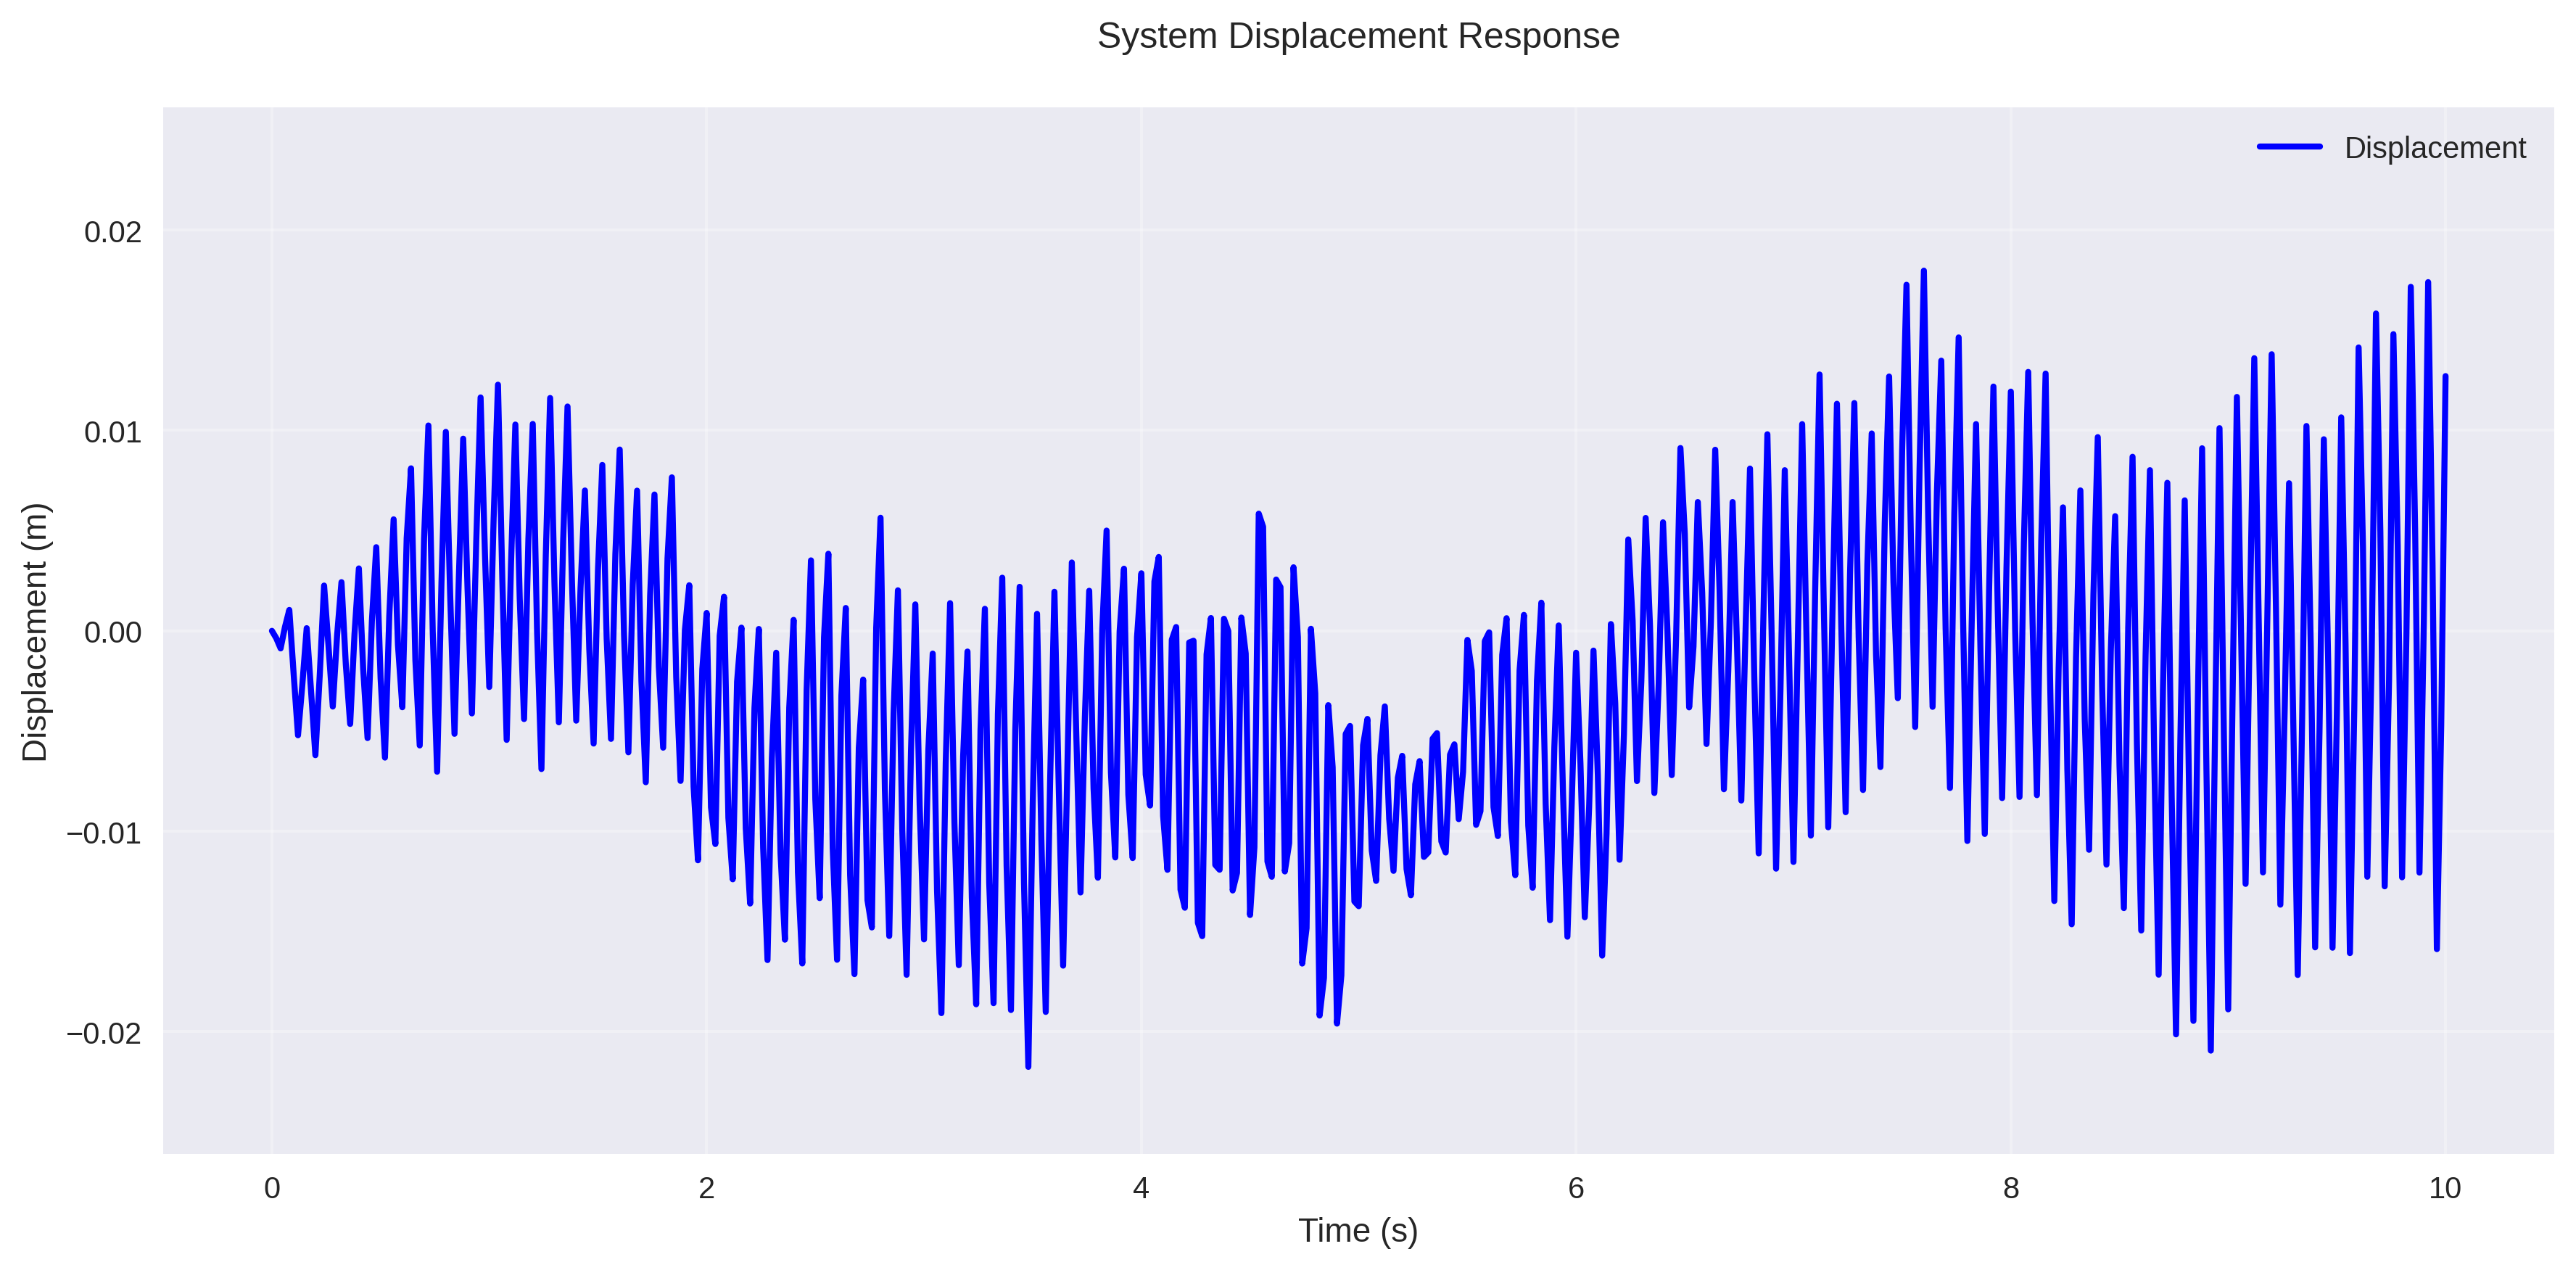 System Displacement Response
Displacement
0.02
0.01
0.00
−0.01
−0.02
Displacement (m)
0 2 4 6 8 10
Time (s)